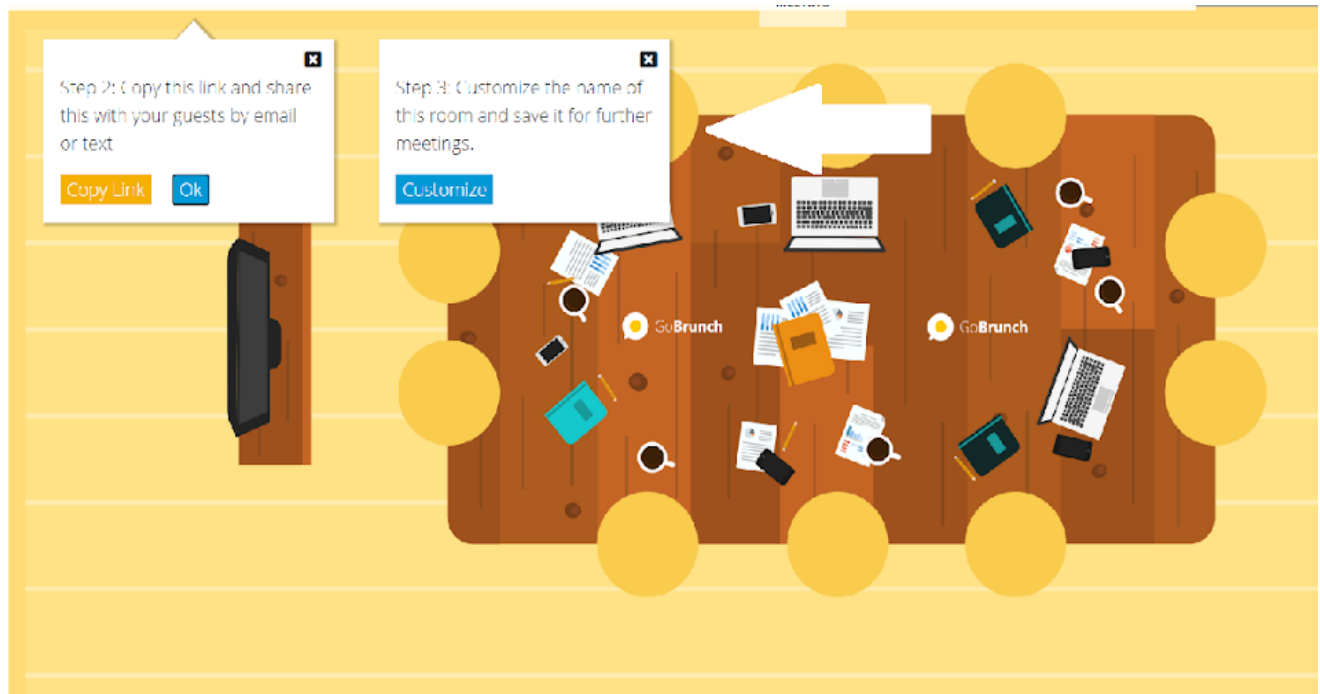 Step 2: Copy this link and share
this with your guests by email
or text
Copy Link
Ok
Step 3: Customize the name of
this room and save it for further
meetings.
Customize
GoBrunch
GoBrunch